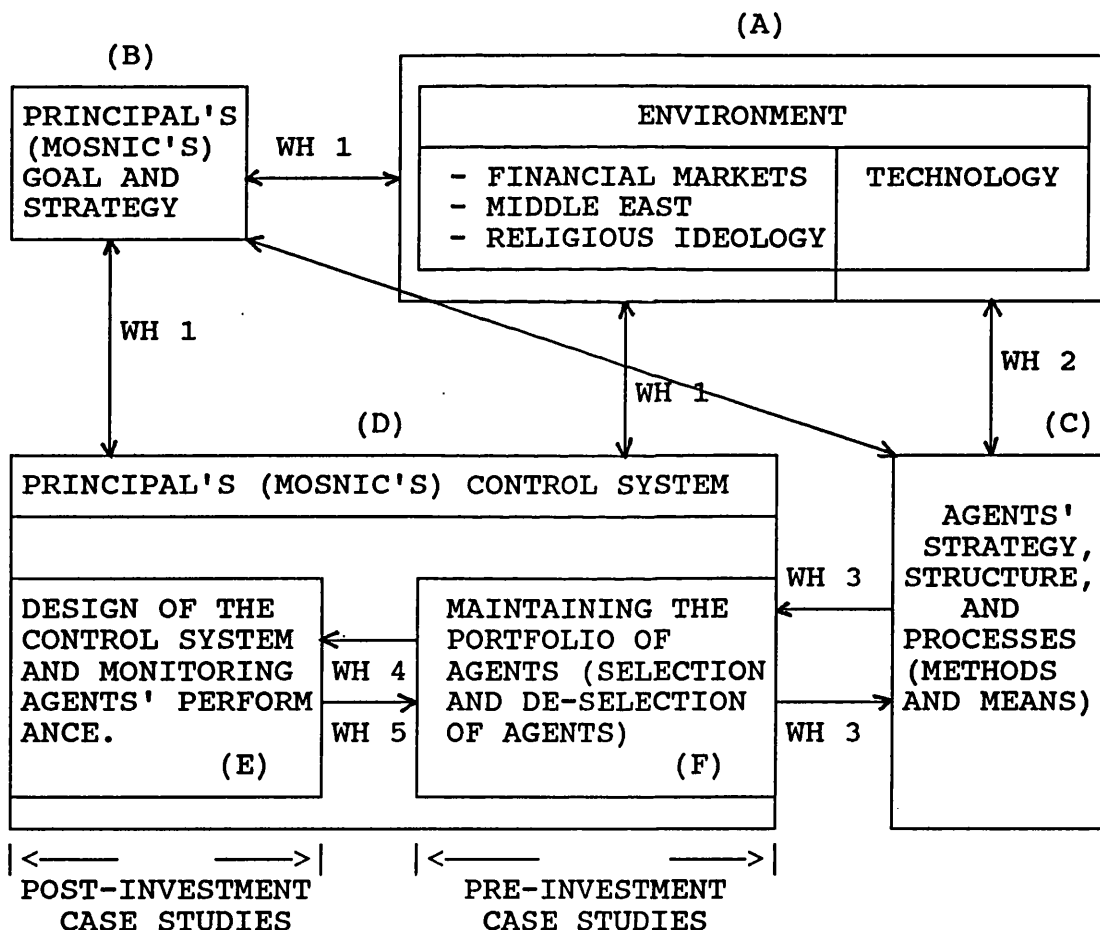 (A)
(B)
PRINCIPAL'S
(MOSNIC'S)
GOAL AND
STRATEGY
WH 1
ENVIRONMENT
- FINANCIAL MARKETS
- MIDDLE EAST
- RELIGIOUS IDEOLOGY
TECHNOLOGY
WH 1
WH 1
WH 2
(D)
(C)
PRINCIPAL'S (MOSNIC'S) CONTROL SYSTEM
DESIGN OF THE
CONTROL SYSTEM
AND MONITORING
AGENTS' PERFORM
ANCE.
(E)
WH 4
WH 5
MAINTAINING THE
PORTFOLIO OF
AGENTS (SELECTION
AND DE-SELECTION
OF AGENTS)
(F)
WH 3
WH 3
AGENTS'
STRATEGY,
STRUCTURE,
AND
PROCESSES
(METHODS
AND MEANS)
|<—— ——>|
|<—— ——>|
POST-INVESTMENT
CASE STUDIES
PRE-INVESTMENT
CASE STUDIES